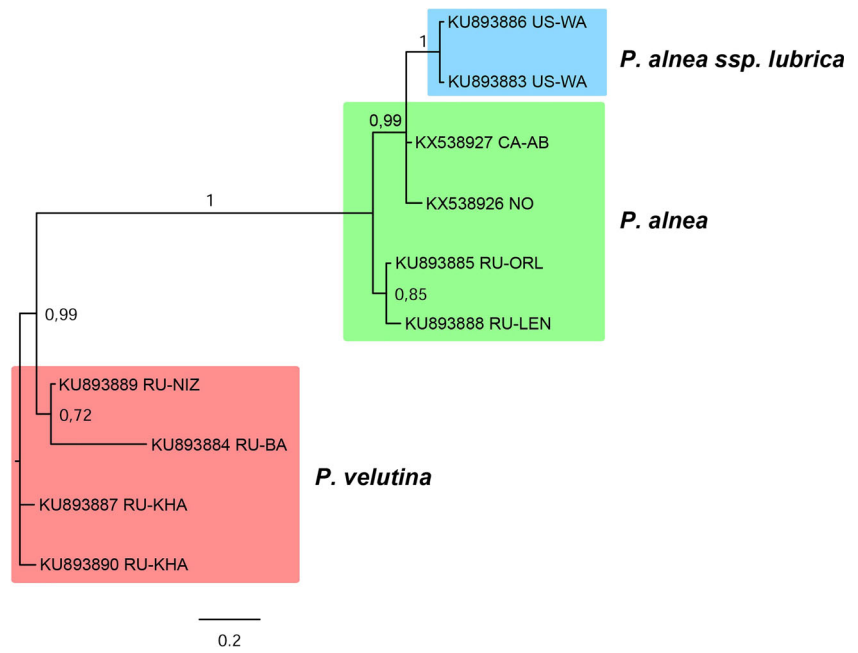 KU893886 US-WA
1
P. alnea ssp. lubrica
KU893883 US-WA
0,99
KX538927 CA-AB
1
KX538926 NO
P. alnea
KU893885 RU-ORL
0,85
KU893888 RU-LEN
0,99
KU893889 RU-NIZ
0,72
KU893884 RU-BA
P. velutina
KU893887 RU-KHA
KU893890 RU-KHA
0.2